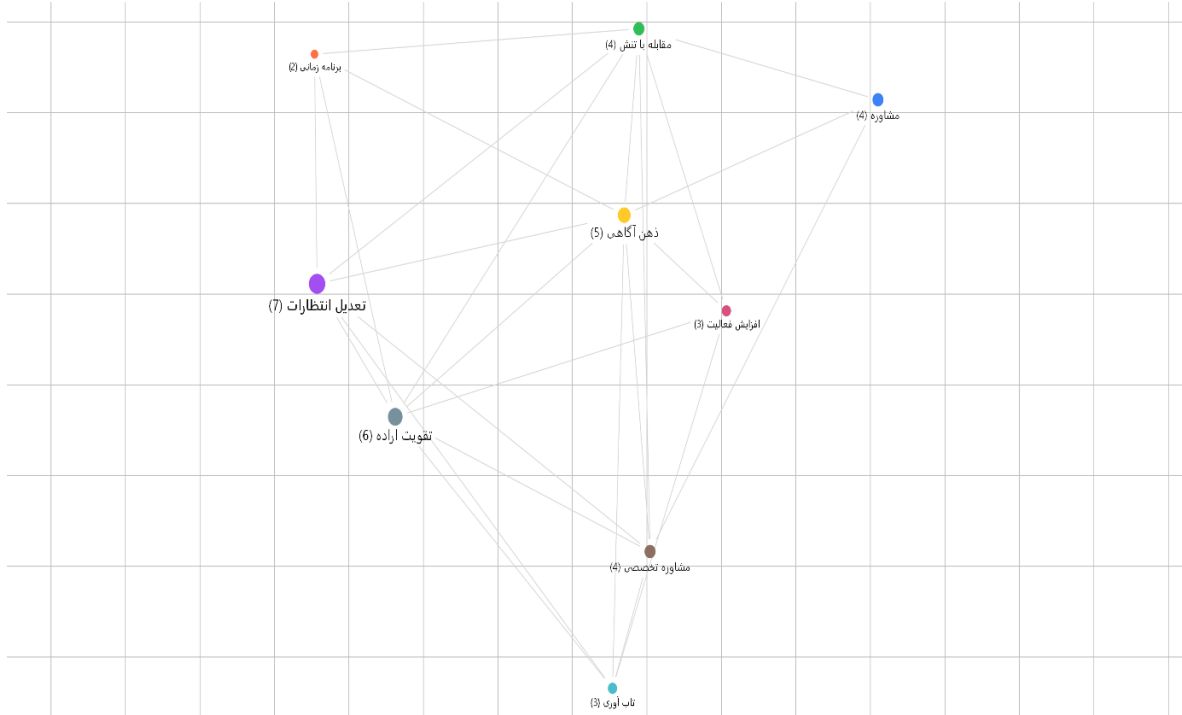 مقابله با تنش (4)
برنامه زمانی (2)
مشاوره (4)
ذهن آگاهی (5)
تعدیل انتظارات (7)
افزایش فعالیت (3)
تقویت اراده (6)
مشاوره تخصصی (4)
تاب آوری (3)